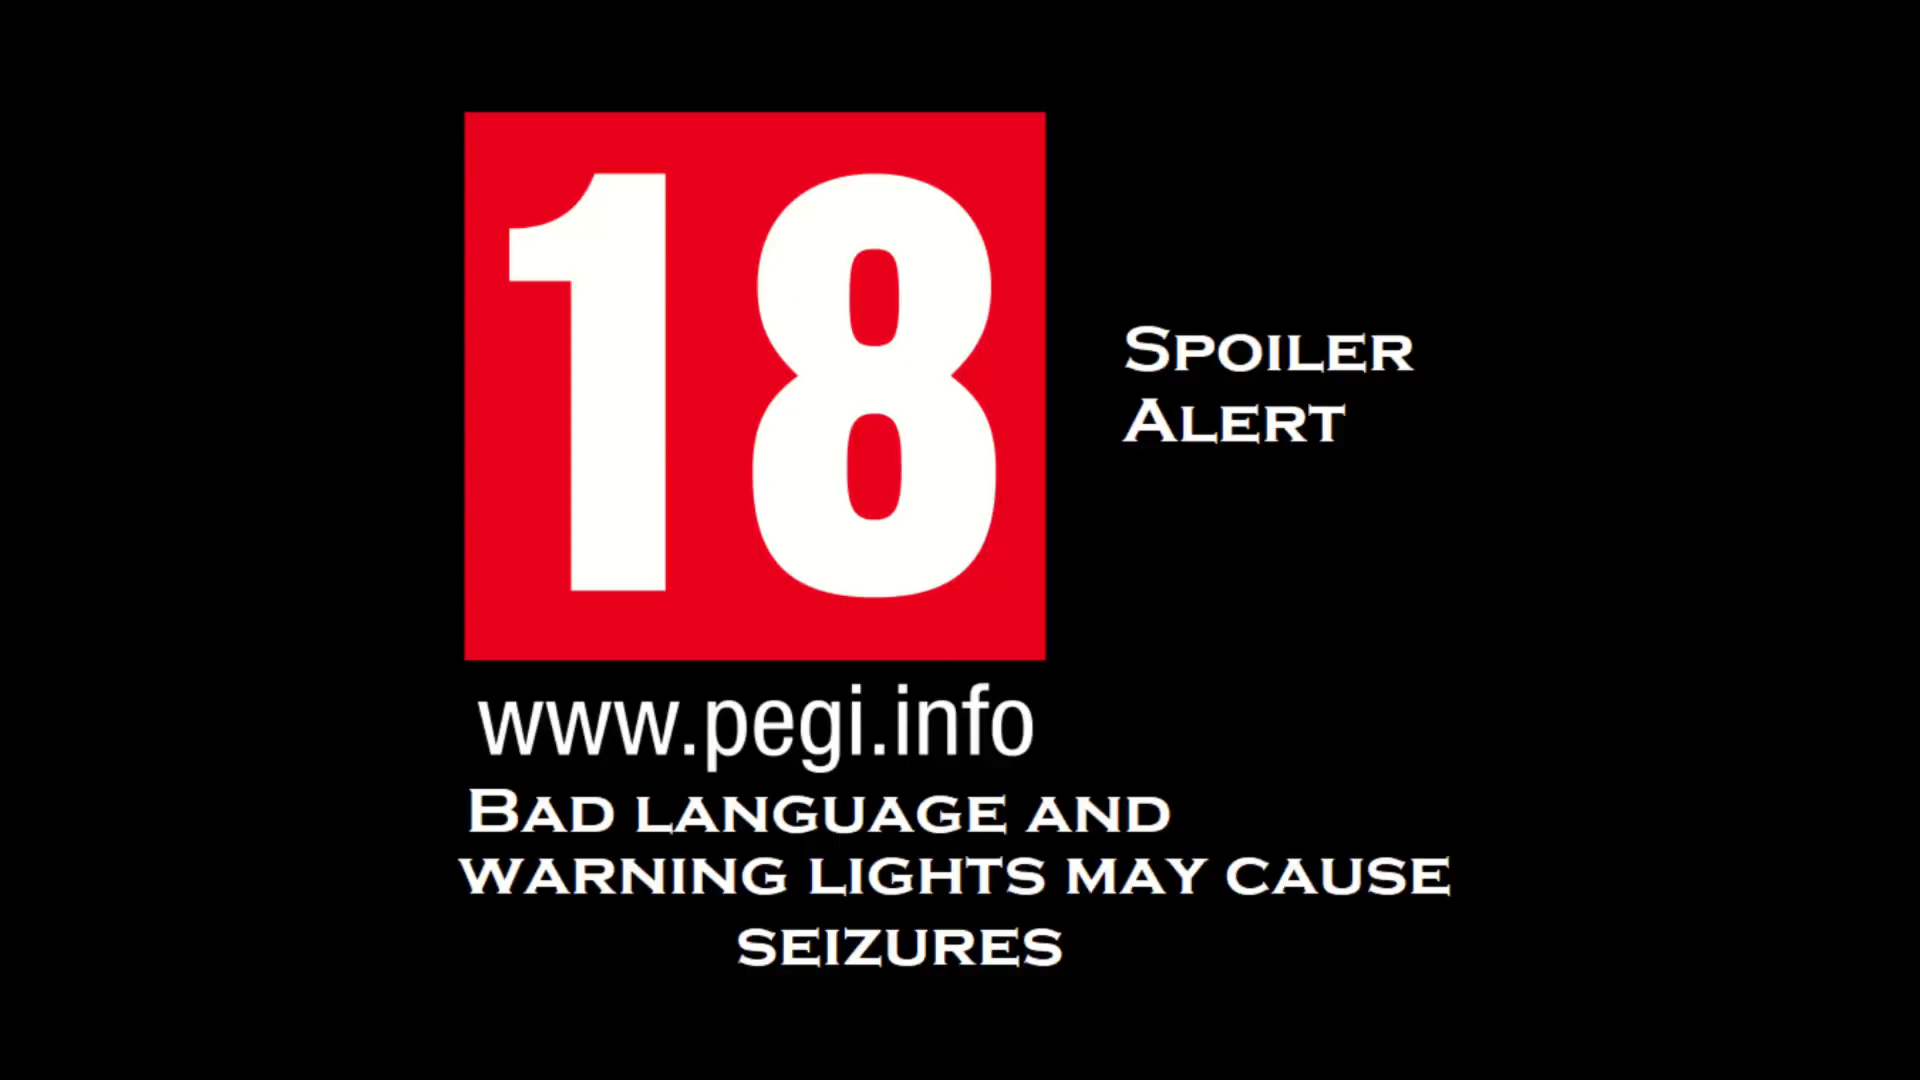 18
Spoiler
Alert
www.pegi.info
Bad language and
warning lights may cause
seizures